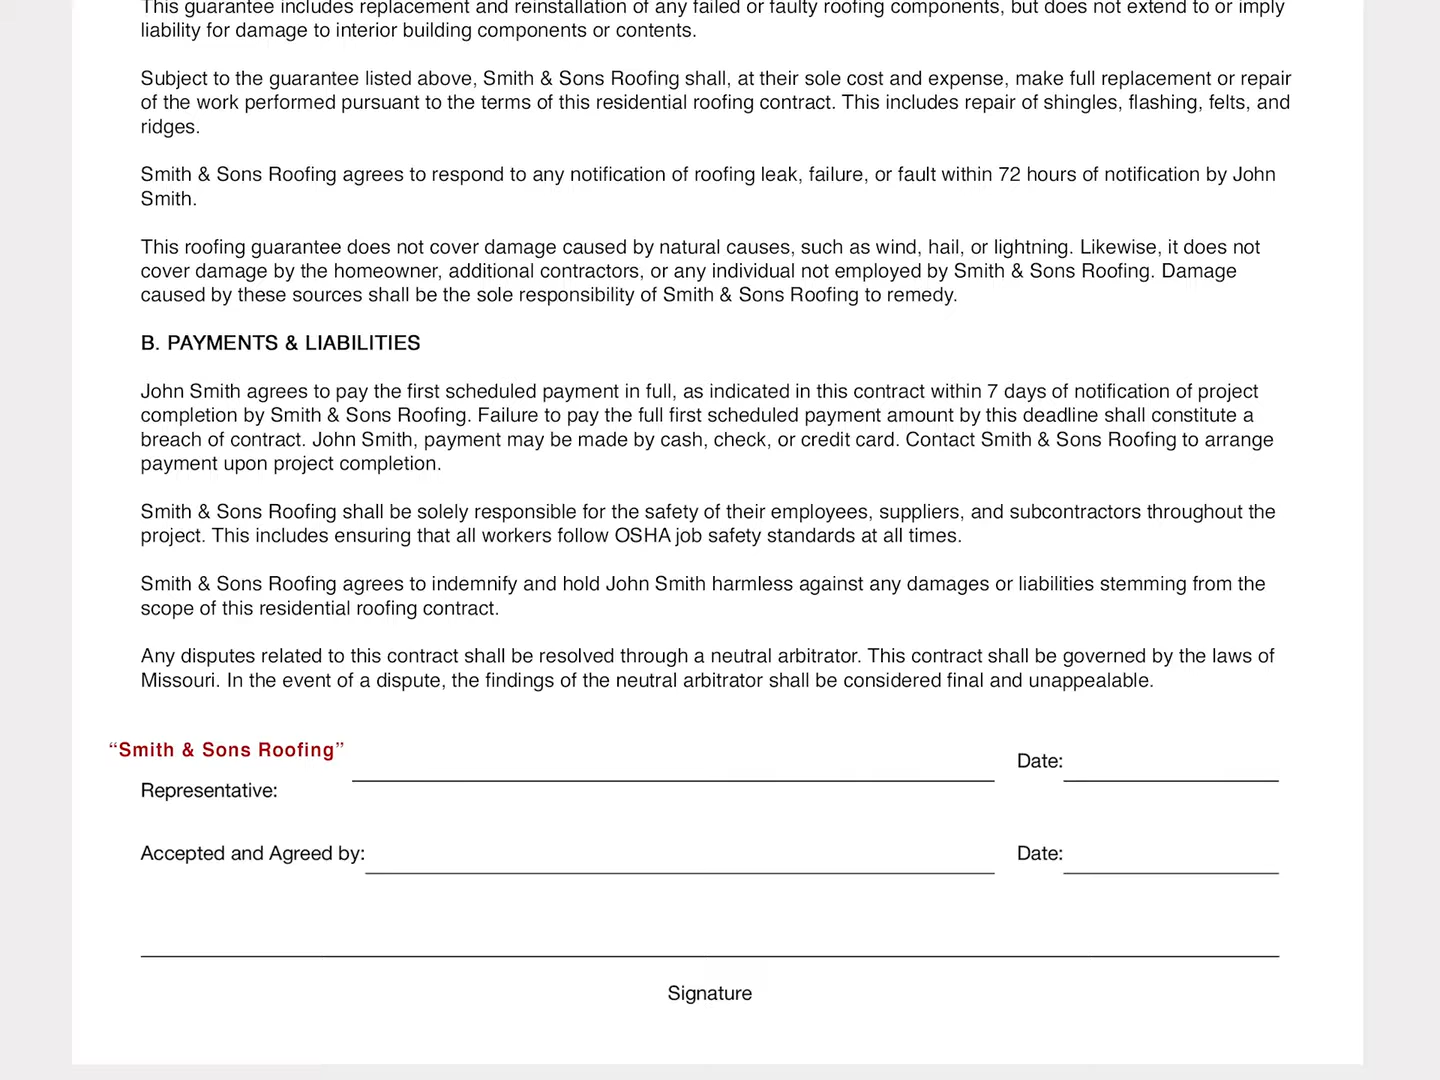 This guarantee includes replacement and reinstallation of any failed or faulty roofing components, but does not extend to or imply
liability for damage to interior building components or contents.
Subject to the guarantee listed above, Smith & Sons Roofing shall, at their sole cost and expense, make full replacement or repair
of the work performed pursuant to the terms of this residential roofing contract. This includes repair of shingles, flashing, felts, and
ridges.
Smith & Sons Roofing agrees to respond to any notification of roofing leak, failure, or fault within 72 hours of notification by John
Smith.
This roofing guarantee does not cover damage caused by natural causes, such as wind, hail, or lightning. Likewise, it does not
cover damage by the homeowner, additional contractors, or any individual not employed by Smith & Sons Roofing. Damage
caused by these sources shall be the sole responsibility of Smith & Sons Roofing to remedy.
B. PAYMENTS & LIABILITIES
John Smith agrees to pay the first scheduled payment in full, as indicated in this contract within 7 days of notification of project
completion by Smith & Sons Roofing. Failure to pay the full first scheduled payment amount by this deadline shall constitute a
breach of contract. John Smith, payment may be made by cash, check, or credit card. Contact Smith & Sons Roofing to arrange
payment upon project completion.
Smith & Sons Roofing shall be solely responsible for the safety of their employees, suppliers, and subcontractors throughout the
project. This includes ensuring that all workers follow OSHA job safety standards at all times.
Smith & Sons Roofing agrees to indemnify and hold John Smith harmless against any damages or liabilities stemming from the
scope of this residential roofing contract.
Any disputes related to this contract shall be resolved through a neutral arbitrator. This contract shall be governed by the laws of
Missouri. In the event of a dispute, the findings of the neutral arbitrator shall be considered final and unappealable.
“Smith & Sons Roofing”
Date:
Representative:
Accepted and Agreed by:
Date:
Signature